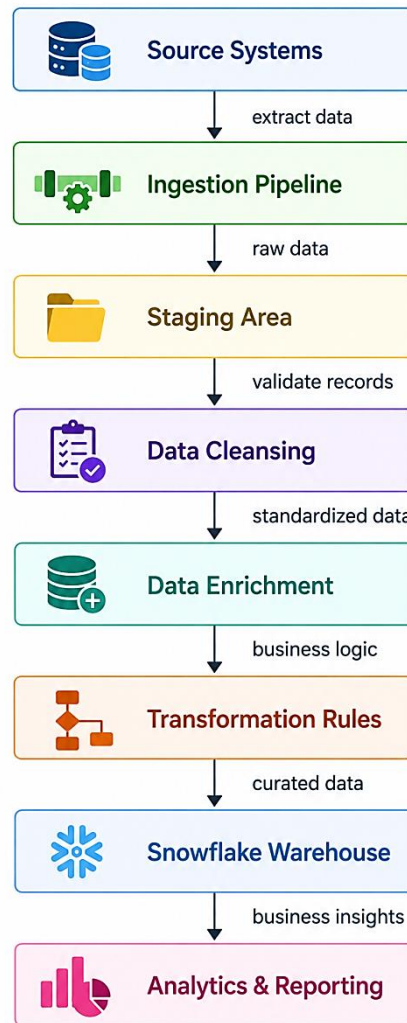 Source Systems
extract data
Ingestion Pipeline
raw data
Staging Area
validate records
Data Cleansing
standardized data
Data Enrichment
business logic
Transformation Rules
curated data
Snowflake Warehouse
business insights
Analytics & Reporting